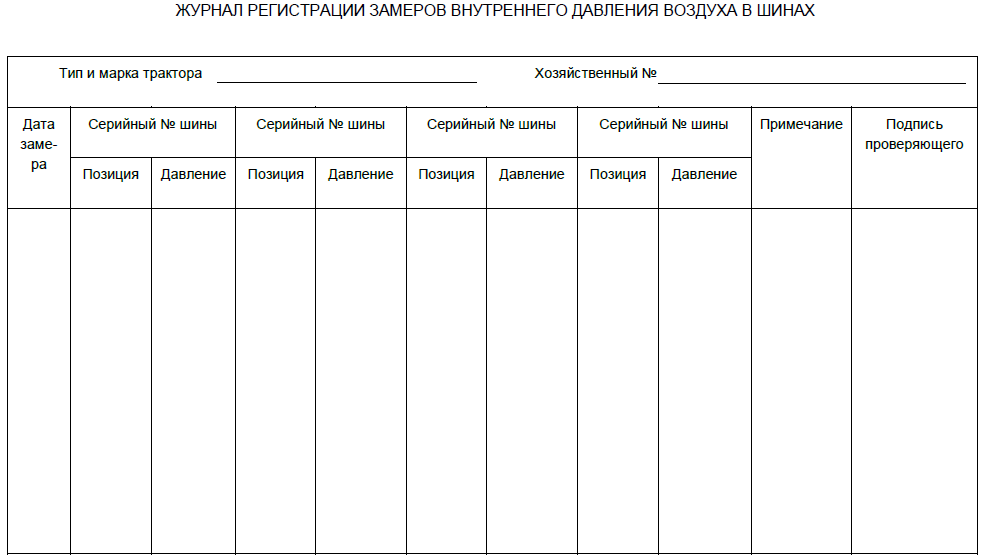 ЖУРНАЛ РЕГИСТРАЦИИ ЗАМЕРОВ ВНУТРЕННЕГО ДАВЛЕНИЯ ВОЗДУХА В ШИНАХ
Тип и марка трактора Хозяйственный №
Дата заме-ра Серийный № шины Серийный № шины Серийный № шины Серийный № шины Примечание Подпись проверяющего
Позиция Давление Позиция Давление Позиция Давление Позиция Давление